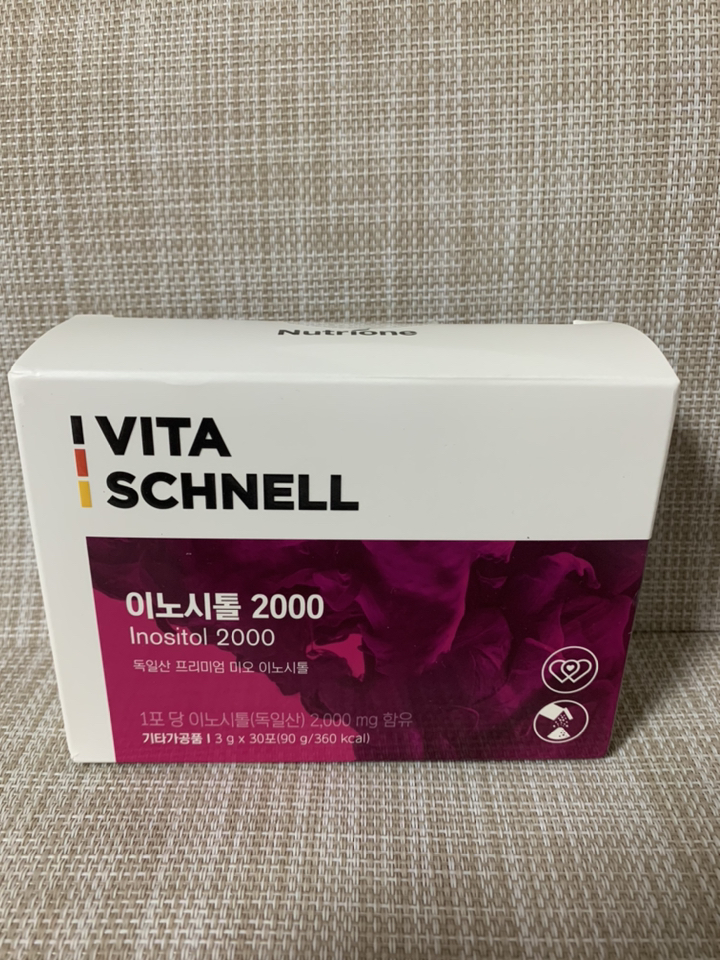 Nutrione
VITA
SCHNELL
이노시톨 2000
Inositol 2000
독일산 프리미엄 미오 이노시톨
1포 당 이노시톨(독일산) 2,000 mg 함유
기타가공품 | 3 g x 30포(90 g/360 kcal)